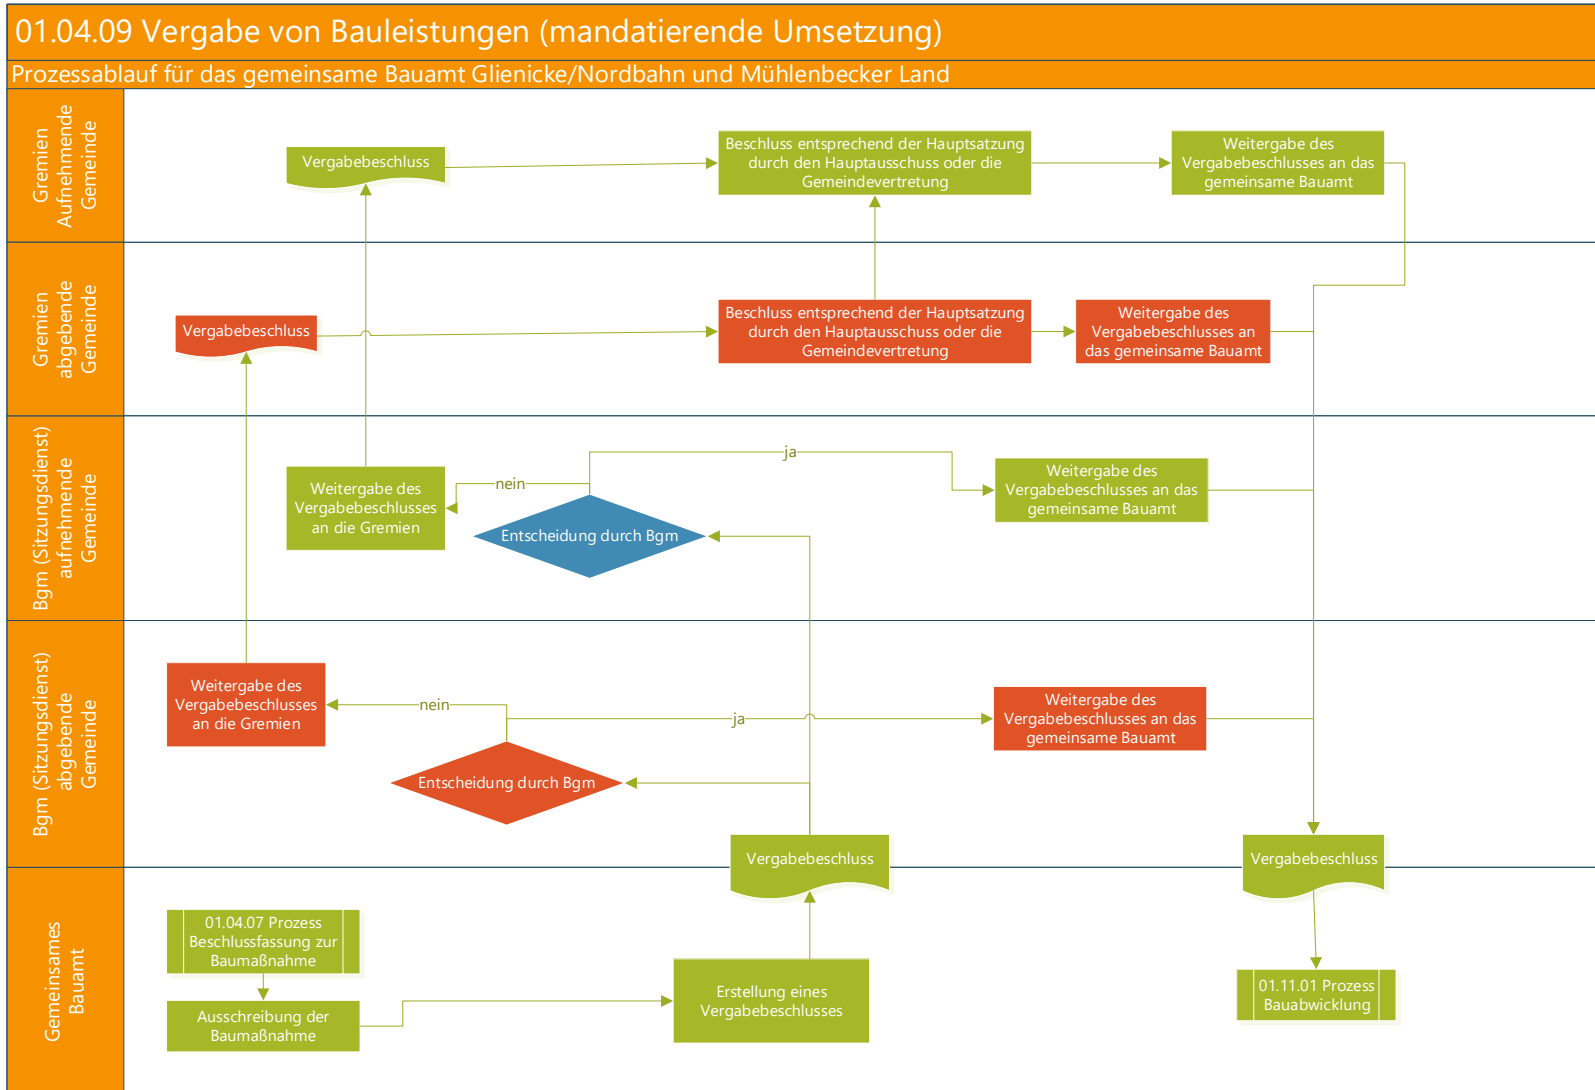 01.04.09 Vergabe von Bauleistungen (mandatierende Umsetzung)
Prozessablauf für das gemeinsame Bauamt Glienicke/Nordbahn und Mühlenbecker Land
Gremien
Aufnehmende
Gemeinde
Vergabebeschluss
Beschluss entsprechend der Hauptsatzung
durch den Hauptausschuss oder die
Gemeindevertretung
Weitergabe des
Vergabebeschlusses an das
gemeinsame Bauamt
Gremien
abgebende
Gemeinde
Vergabebeschluss
Beschluss entsprechend der Hauptsatzung
durch den Hauptausschuss oder die
Gemeindevertretung
Weitergabe des
Vergabebeschlusses an
das gemeinsame Bauamt
Bgm (Sitzungsdienst)
aufnehmende
Gemeinde
Weitergabe des
Vergabebeschlusses
an die Gremien
nein
ja
Entscheidung durch Bgm
Weitergabe des
Vergabebeschlusses an das
gemeinsame Bauamt
Bgm (Sitzungsdienst)
abgebende
Gemeinde
Weitergabe des
Vergabebeschlusses
an die Gremien
nein
ja
Entscheidung durch Bgm
Weitergabe des
Vergabebeschlusses an das
gemeinsame Bauamt
Vergabebeschluss
Vergabebeschluss
Gemeinsames
Bauamt
01.04.07 Prozess
Beschlussfassung zur
Baumaßnahme
Ausschreibung der
Baumaßnahme
Erstellung eines
Vergabebeschlusses
01.11.01 Prozess
Bauabwicklung